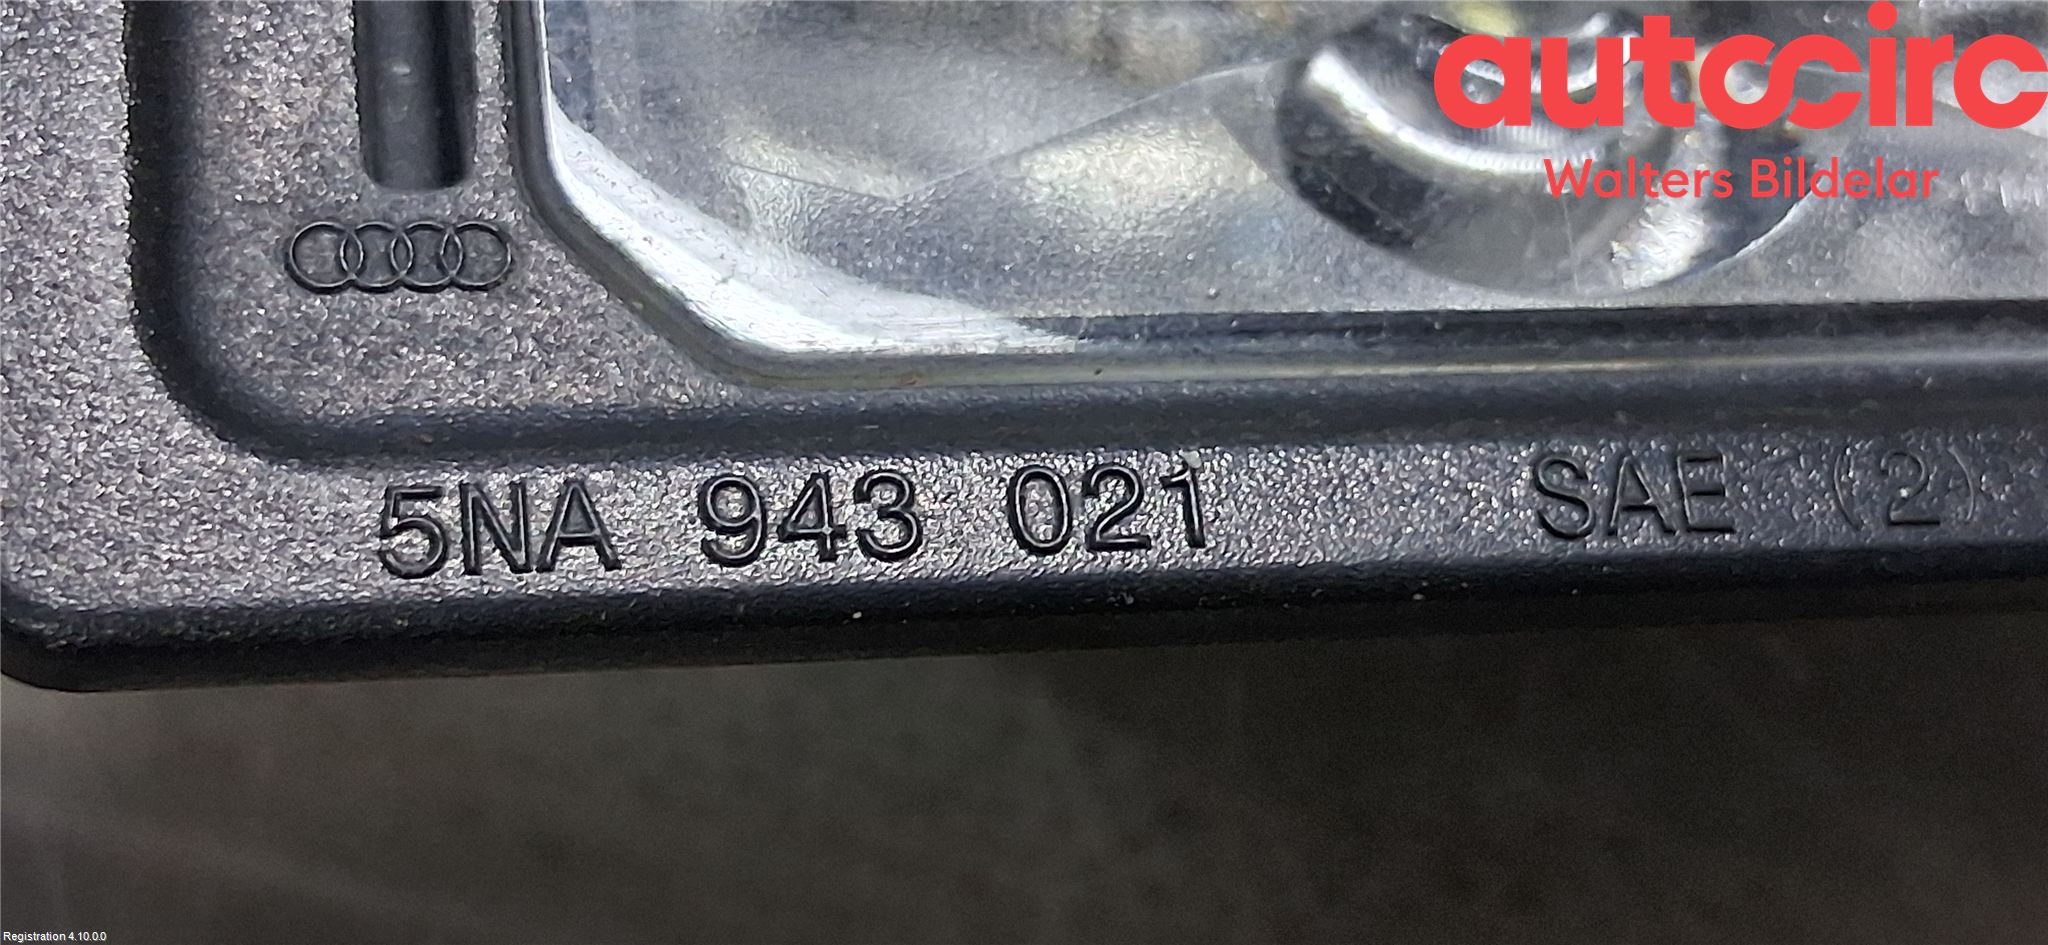 autocirc
Walters Bildelar
5NA 943 021 SAE (2)
Registration 4.10.0.0